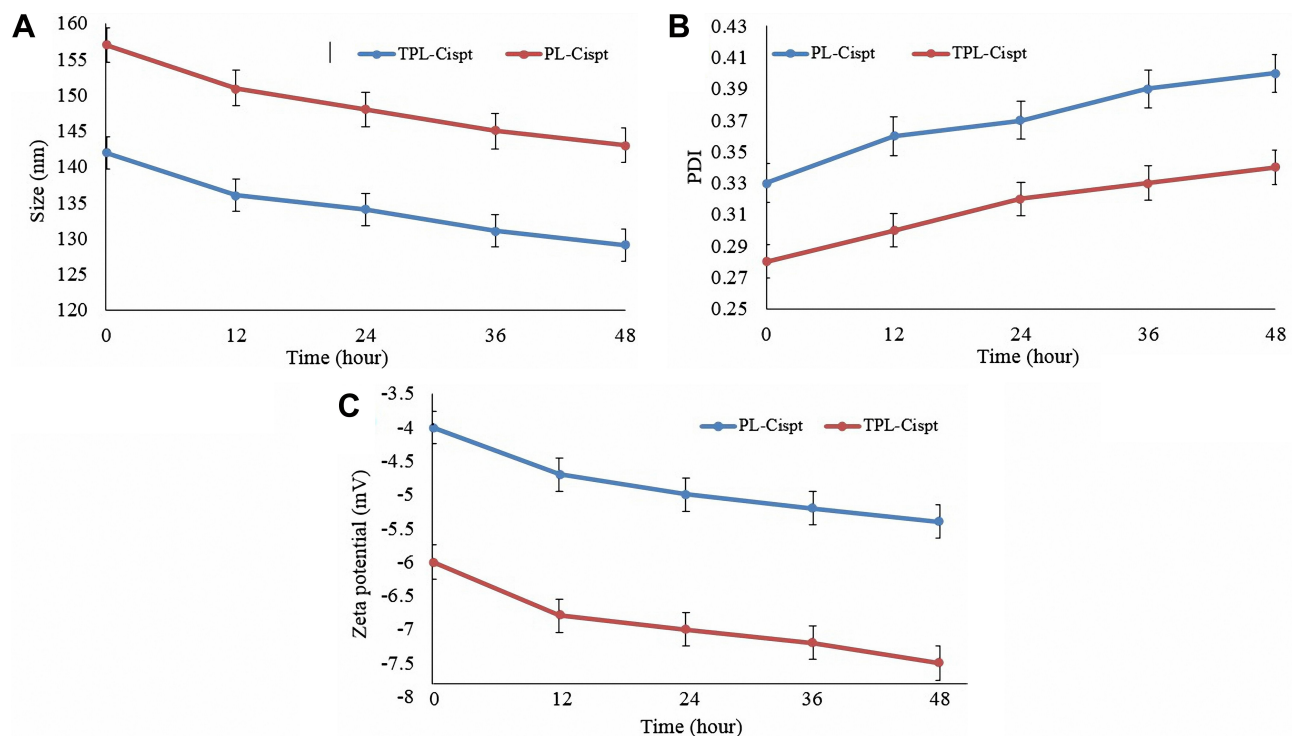 A
160
155
150
145
140
135
130
125
120
Size (nm)
TPL-Cispt PL-Cispt
0 12 24 36 48
Time (hour)
B
0.43
0.41
0.39
0.37
0.35
0.33
0.31
0.29
0.27
0.25
PDI
PL-Cispt TPL-Cispt
0 12 24 36 48
Time (hour)
C
-3.5
-4
-4.5
-5
-5.5
-6
-6.5
-7
-7.5
-8
Zeta potential (mV)
PL-Cispt TPL-Cispt
0 12 24 36 48
Time (hour)